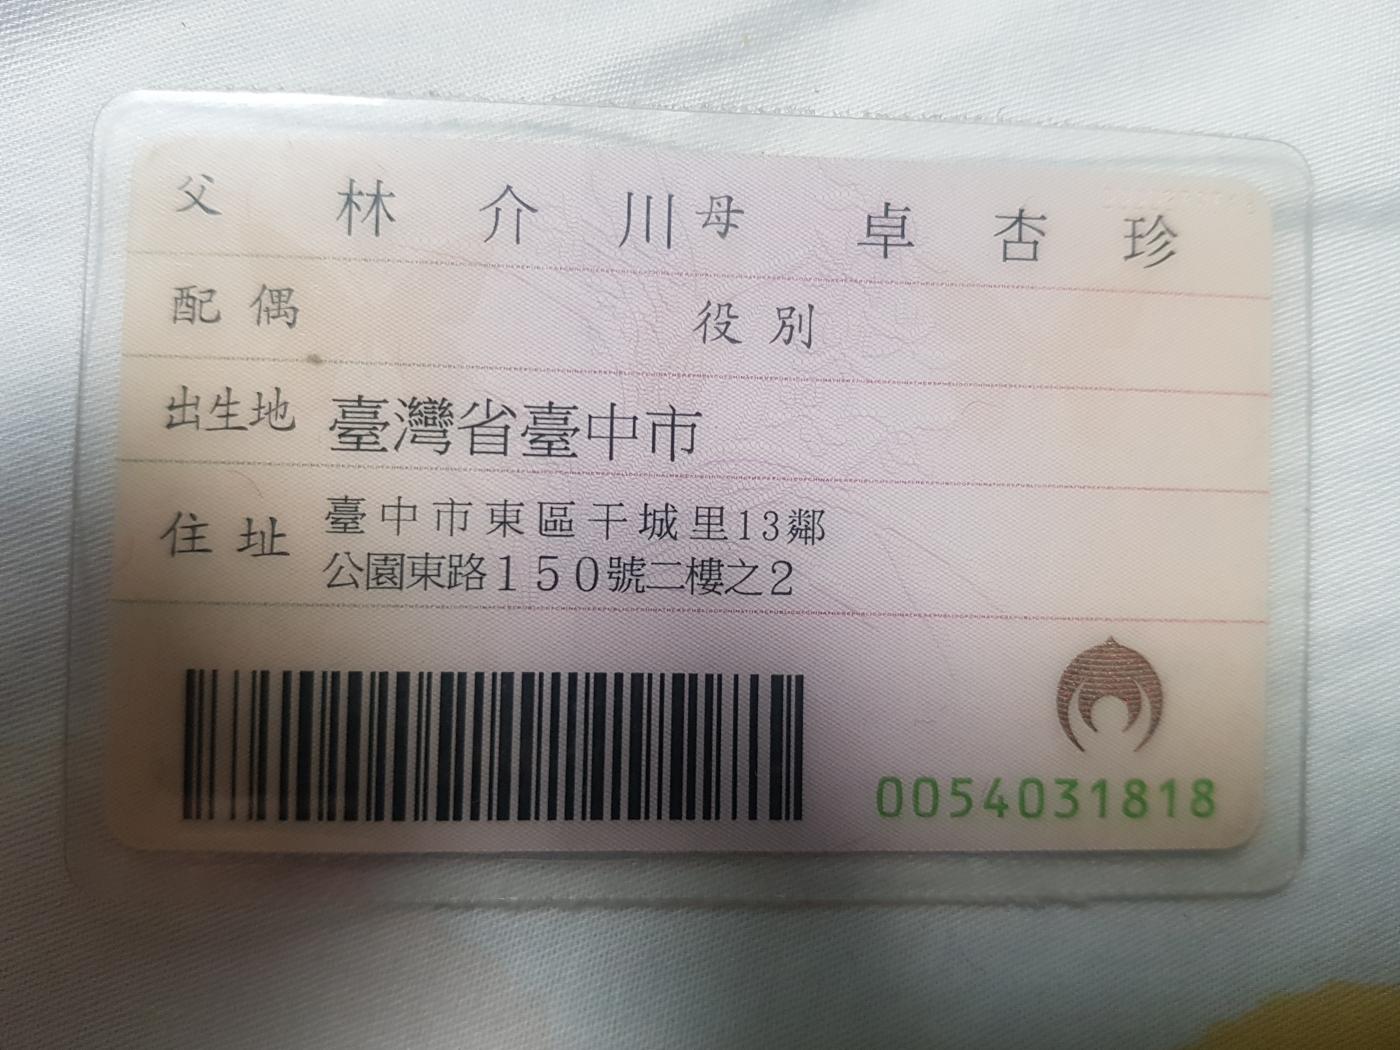 父 林介川 母 卓杏珍
配偶 役別
出生地 臺灣省臺中市
住址 臺中市東區干城里13鄰
公園東路150號二樓之2
0054031818